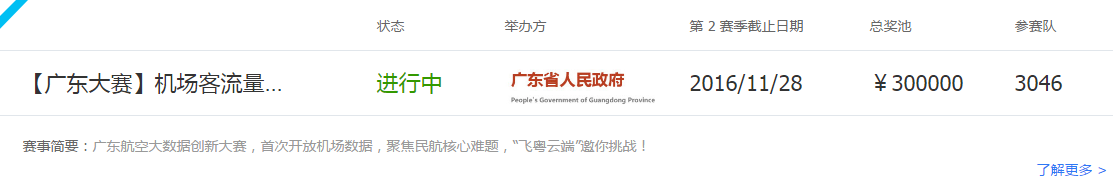 状态 举办方 第 2 赛季截止日期 总奖池 参赛队
【广东大赛】机场客流量... 进行中 广东省人民政府 2016/11/28 ￥300000 3046
People's Government of Guangdong Province
赛事简要：广东航空大数据创新大赛，首次开放机场数据，聚焦民航核心难题，“飞粤云端”邀你挑战！
了解更多 >